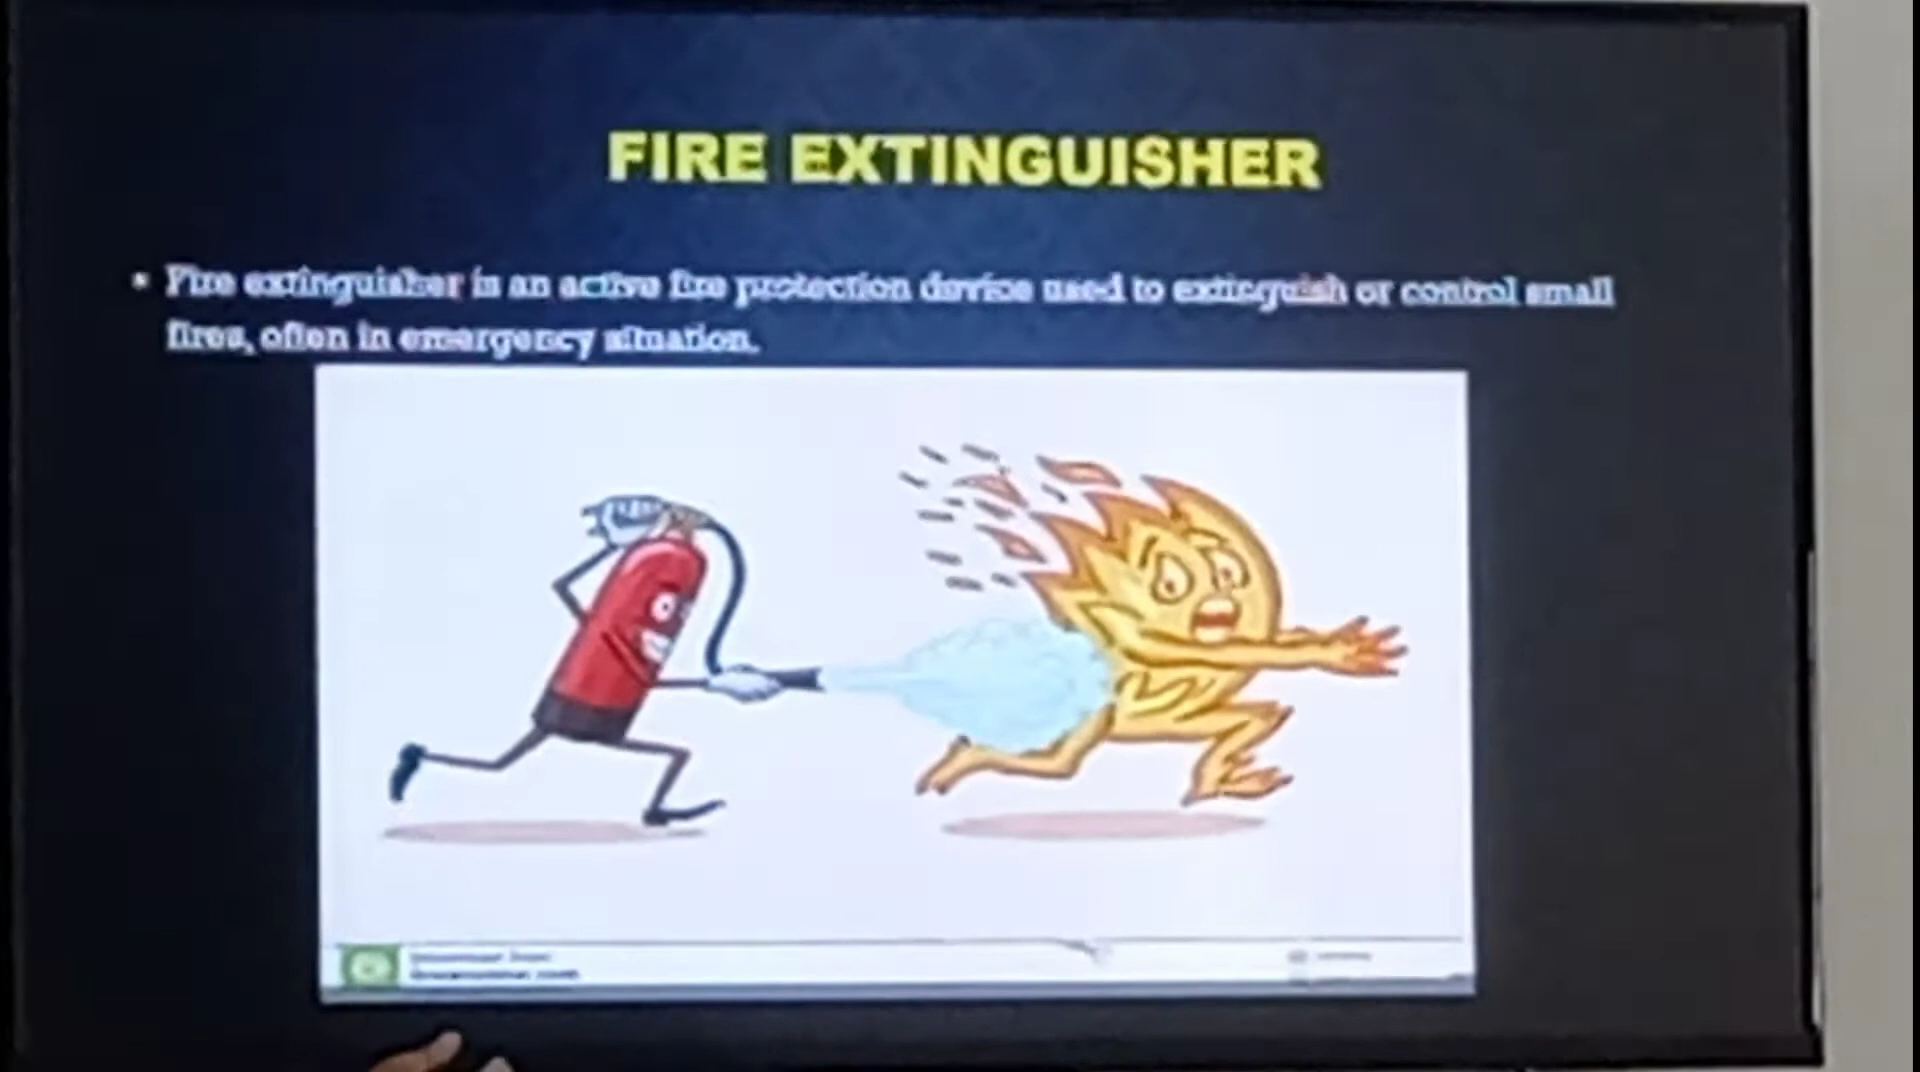 FIRE EXTINGUISHER
• Fire extinguisher is an active fire protection device used to extinguish or control small
fires, often in emergency situation.